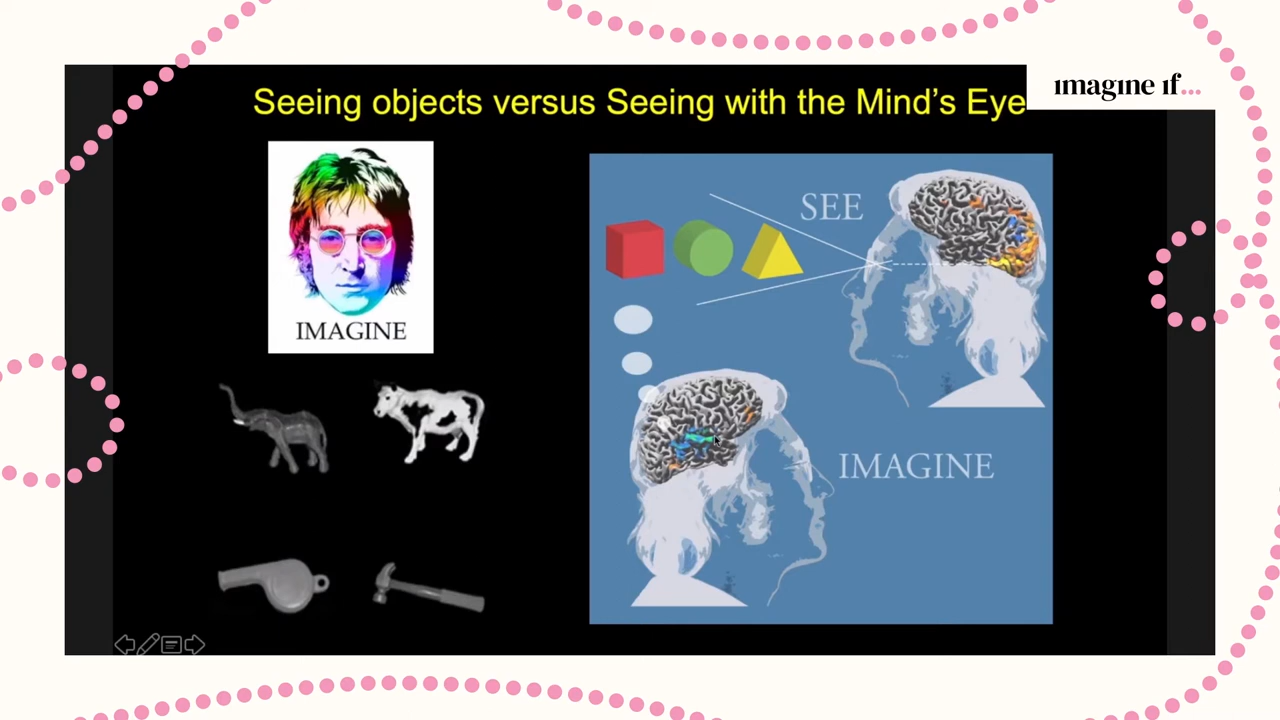 imagine if...
Seeing objects versus Seeing with the Mind's Eye
IMAGINE
SEE
IMAGINE